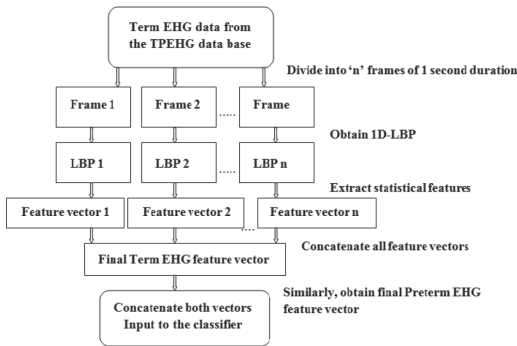 Term EHG data from
the TPEHG data base
Divide into ‘n’ frames of 1 second duration
Frame 1 Frame 2 ..... Frame
Obtain 1D-LBP
LBP 1 LBP 2 ..... LBP n
Extract statistical features
Feature vector 1 Feature vector 2 .... Feature vector n
Concatenate all feature vectors
Final Term EHG feature vector
Similarly, obtain final Preterm EHG
feature vector
Concatenate both vectors
Input to the classifier